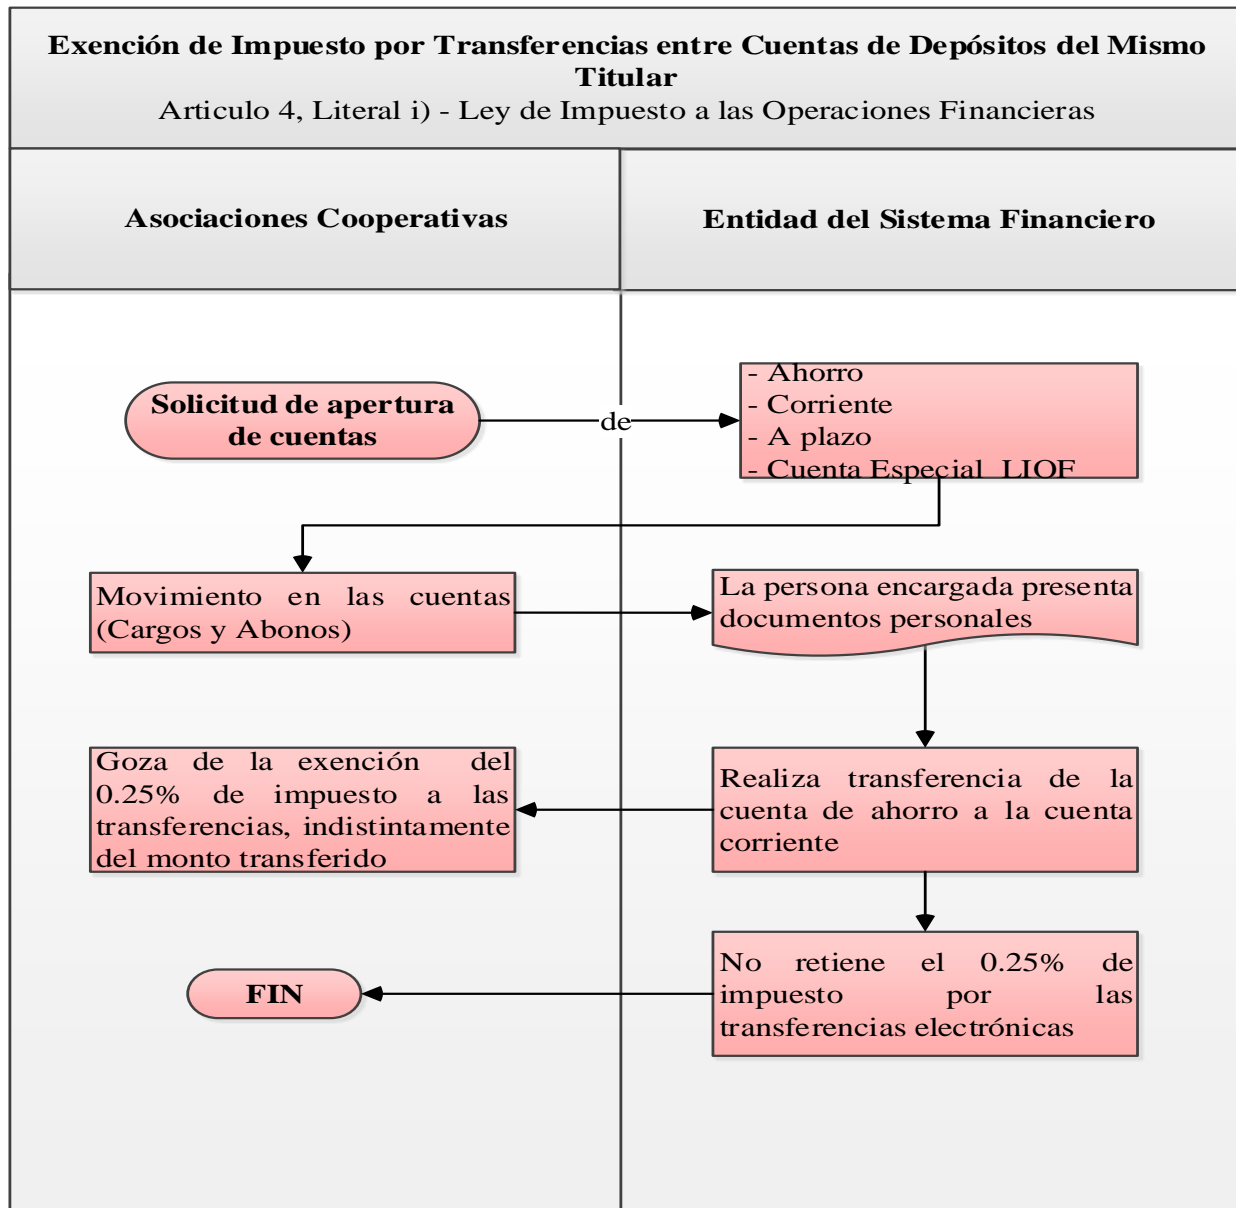 Exención de Impuesto por Transferencias entre Cuentas de Depósitos del Mismo
Titular
Articulo 4, Literal i) - Ley de Impuesto a las Operaciones Financieras
Asociaciones Cooperativas
Entidad del Sistema Financiero
Solicitud de apertura
de cuentas
de
- Ahorro
- Corriente
- A plazo
- Cuenta Especial LIOF
Movimiento en las cuentas
(Cargos y Abonos)
La persona encargada presenta
documentos personales
Goza de la exención del
0.25% de impuesto a las
transferencias, indistintamente
del monto transferido
Realiza transferencia de la
cuenta de ahorro a la cuenta
corriente
No retiene el 0.25% de
impuesto por las
transferencias electrónicas
FIN